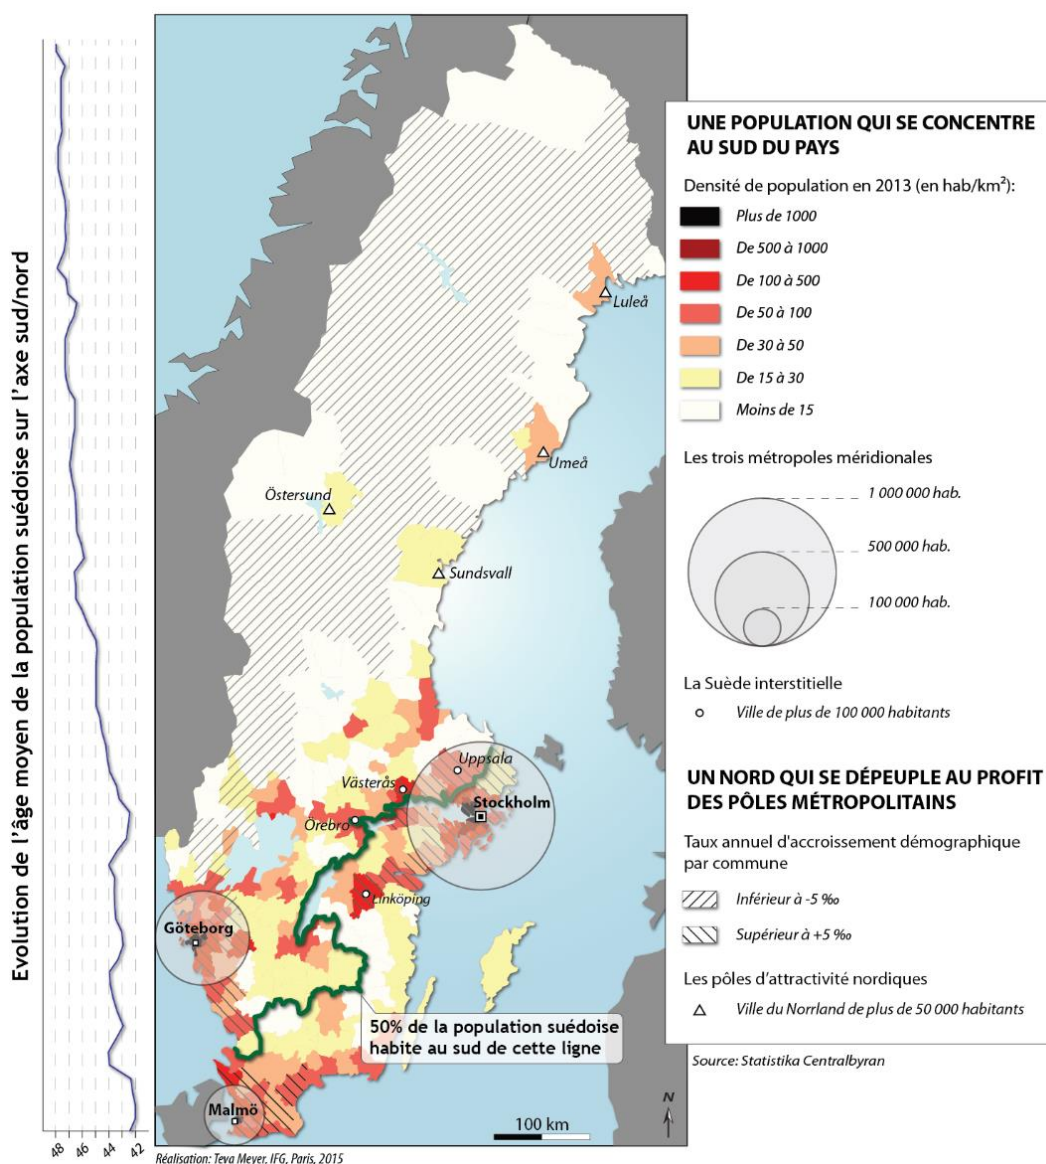 Evolution de l'âge moyen de la population suédoise sur l'axe sud/nord
48 46 44 42
Luleå
Umeå
Östersund
Sundsvall
Uppsala
Västerås
Stockholm
Örebro
Linköping
Göteborg
50% de la population suédoise
habite au sud de cette ligne
Malmö
100 km
N
Réalisation: Teva Meyer, IFG, Paris, 2015
UNE POPULATION QUI SE CONCENTRE
AU SUD DU PAYS
Densité de population en 2013 (en hab/km²):
Plus de 1000
De 500 à 1000
De 100 à 500
De 50 à 100
De 30 à 50
De 15 à 30
Moins de 15
Les trois métropoles méridionales
1 000 000 hab.
500 000 hab.
100 000 hab.
La Suède interstitielle
Ville de plus de 100 000 habitants
UN NORD QUI SE DÉPEUPLE AU PROFIT
DES PÔLES MÉTROPOLITAINS
Taux annuel d'accroissement démographique
par commune
Inférieur à -5 ‰
Supérieur à +5 ‰
Les pôles d'attractivité nordiques
Ville du Norrland de plus de 50 000 habitants
Source: Statistika Centralbyran